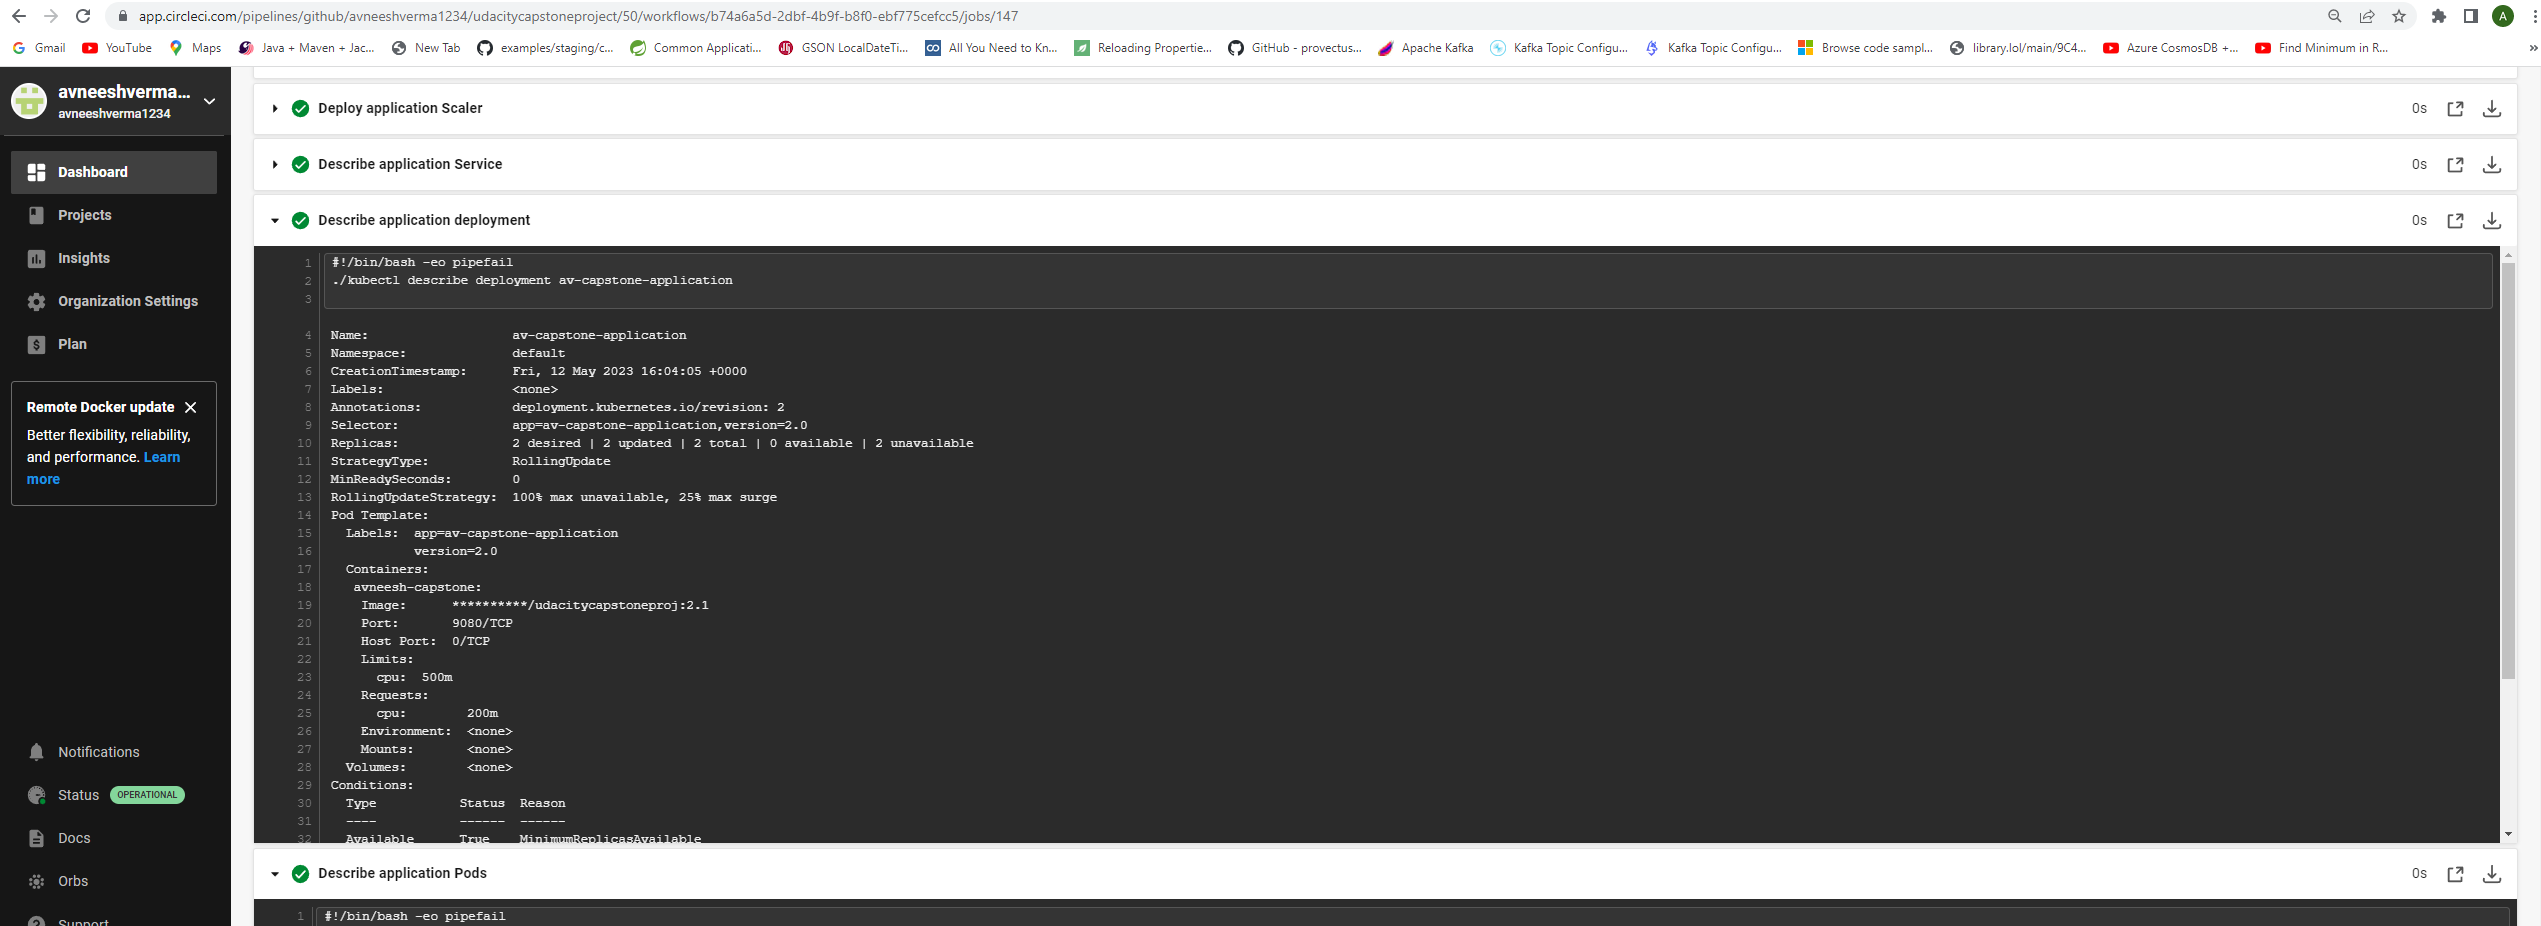 app.circleci.com/pipelines/github/avneeshverma1234/udacitycapstoneproject/50/workflows/b74a6a5d-2dbf-4b9f-b8f0-ebf775cefcc5/jobs/147
A
Gmail YouTube Maps Java + Maven + Jac... New Tab examples/staging/c... Common Applicati... GSON LocalDateTi... All You Need to Kn... Reloading Propertie... GitHub - provectus... Apache Kafka Kafka Topic Configu... Kafka Topic Configu... Browse code sampl... library.lol/main/9C4... Azure CosmosDB +... Find Minimum in R... »
avneeshverma...
avneeshverma1234
Dashboard
Projects
Insights
Organization Settings
Plan
Remote Docker update
Better flexibility, reliability,
and performance. Learn
more
Notifications
Status OPERATIONAL
Docs
Orbs
Support
Deploy application Scaler 0s
Describe application Service 0s
Describe application deployment 0s
1 #!/bin/bash -eo pipefail
2 ./kubectl describe deployment av-capstone-application
3
4 Name: av-capstone-application
5 Namespace: default
6 CreationTimestamp: Fri, 12 May 2023 16:04:05 +0000
7 Labels: <none>
8 Annotations: deployment.kubernetes.io/revision: 2
9 Selector: app=av-capstone-application,version=2.0
10 Replicas: 2 desired | 2 updated | 2 total | 0 available | 2 unavailable
11 StrategyType: RollingUpdate
12 MinReadySeconds: 0
13 RollingUpdateStrategy: 100% max unavailable, 25% max surge
14 Pod Template:
15 Labels: app=av-capstone-application
16 version=2.0
17 Containers:
18 avneesh-capstone:
19 Image: **********/udacitycapstoneproj:2.1
20 Port: 9080/TCP
21 Host Port: 0/TCP
22 Limits:
23 cpu: 500m
24 Requests:
25 cpu: 200m
26 Environment: <none>
27 Mounts: <none>
28 Volumes: <none>
29 Conditions:
30 Type Status Reason
31 ---- ------ ------
32 Available True MinimumReplicasAvailable
Describe application Pods 0s
1 #!/bin/bash -eo pipefail